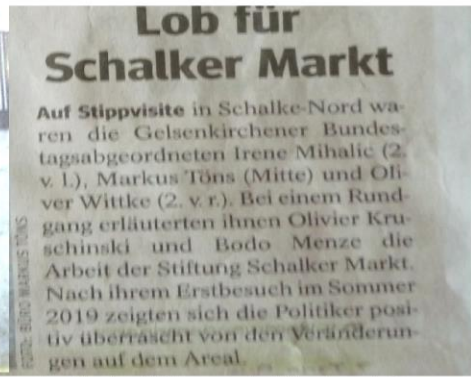 Lob für
Schalker Markt
Auf Stippvisite in Schalke-Nord wa-
ren die Gelsenkirchener Bundes-
tagsabgeordneten Irene Mihalic (2.
v. l.), Markus Töns (Mitte) und Oli-
ver Wittke (2. v. r.). Bei einem Rund-
gang erläuterten ihnen Olivier Kru-
schinski und Bodo Menze die
Arbeit der Stiftung Schalker Markt.
Nach ihrem Erstbesuch im Sommer
2019 zeigten sich die Politiker posi-
tiv überrascht von den Veränderun-
gen auf dem Areal.
FOTO: BÜRO MARKUS TÖNS